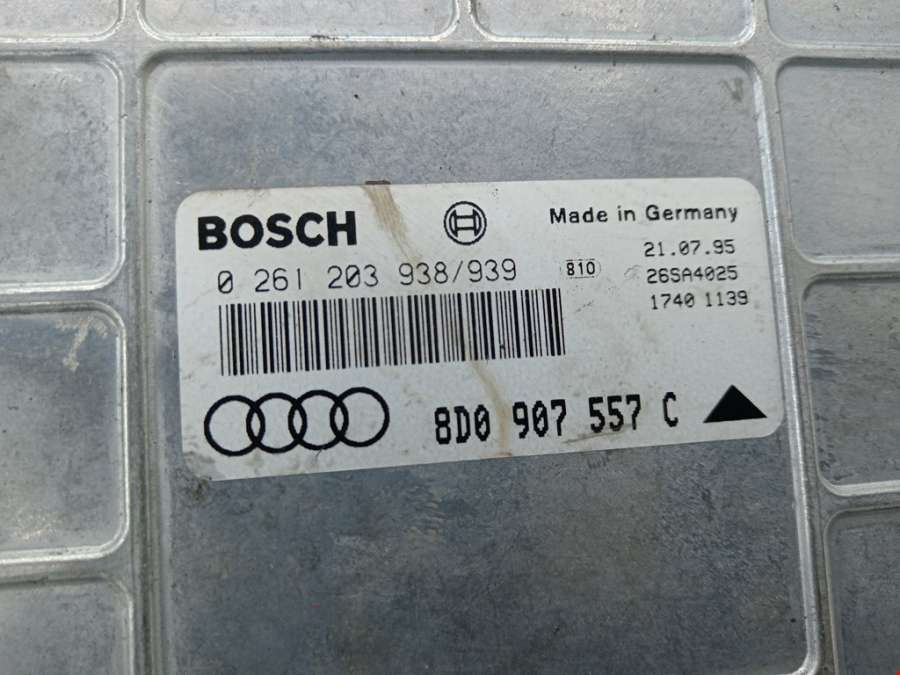 BOSCH
Made in Germany
0 261 203 938/939
810
21.07.95
26SA4025
1740 1139
8D0 907 557 C